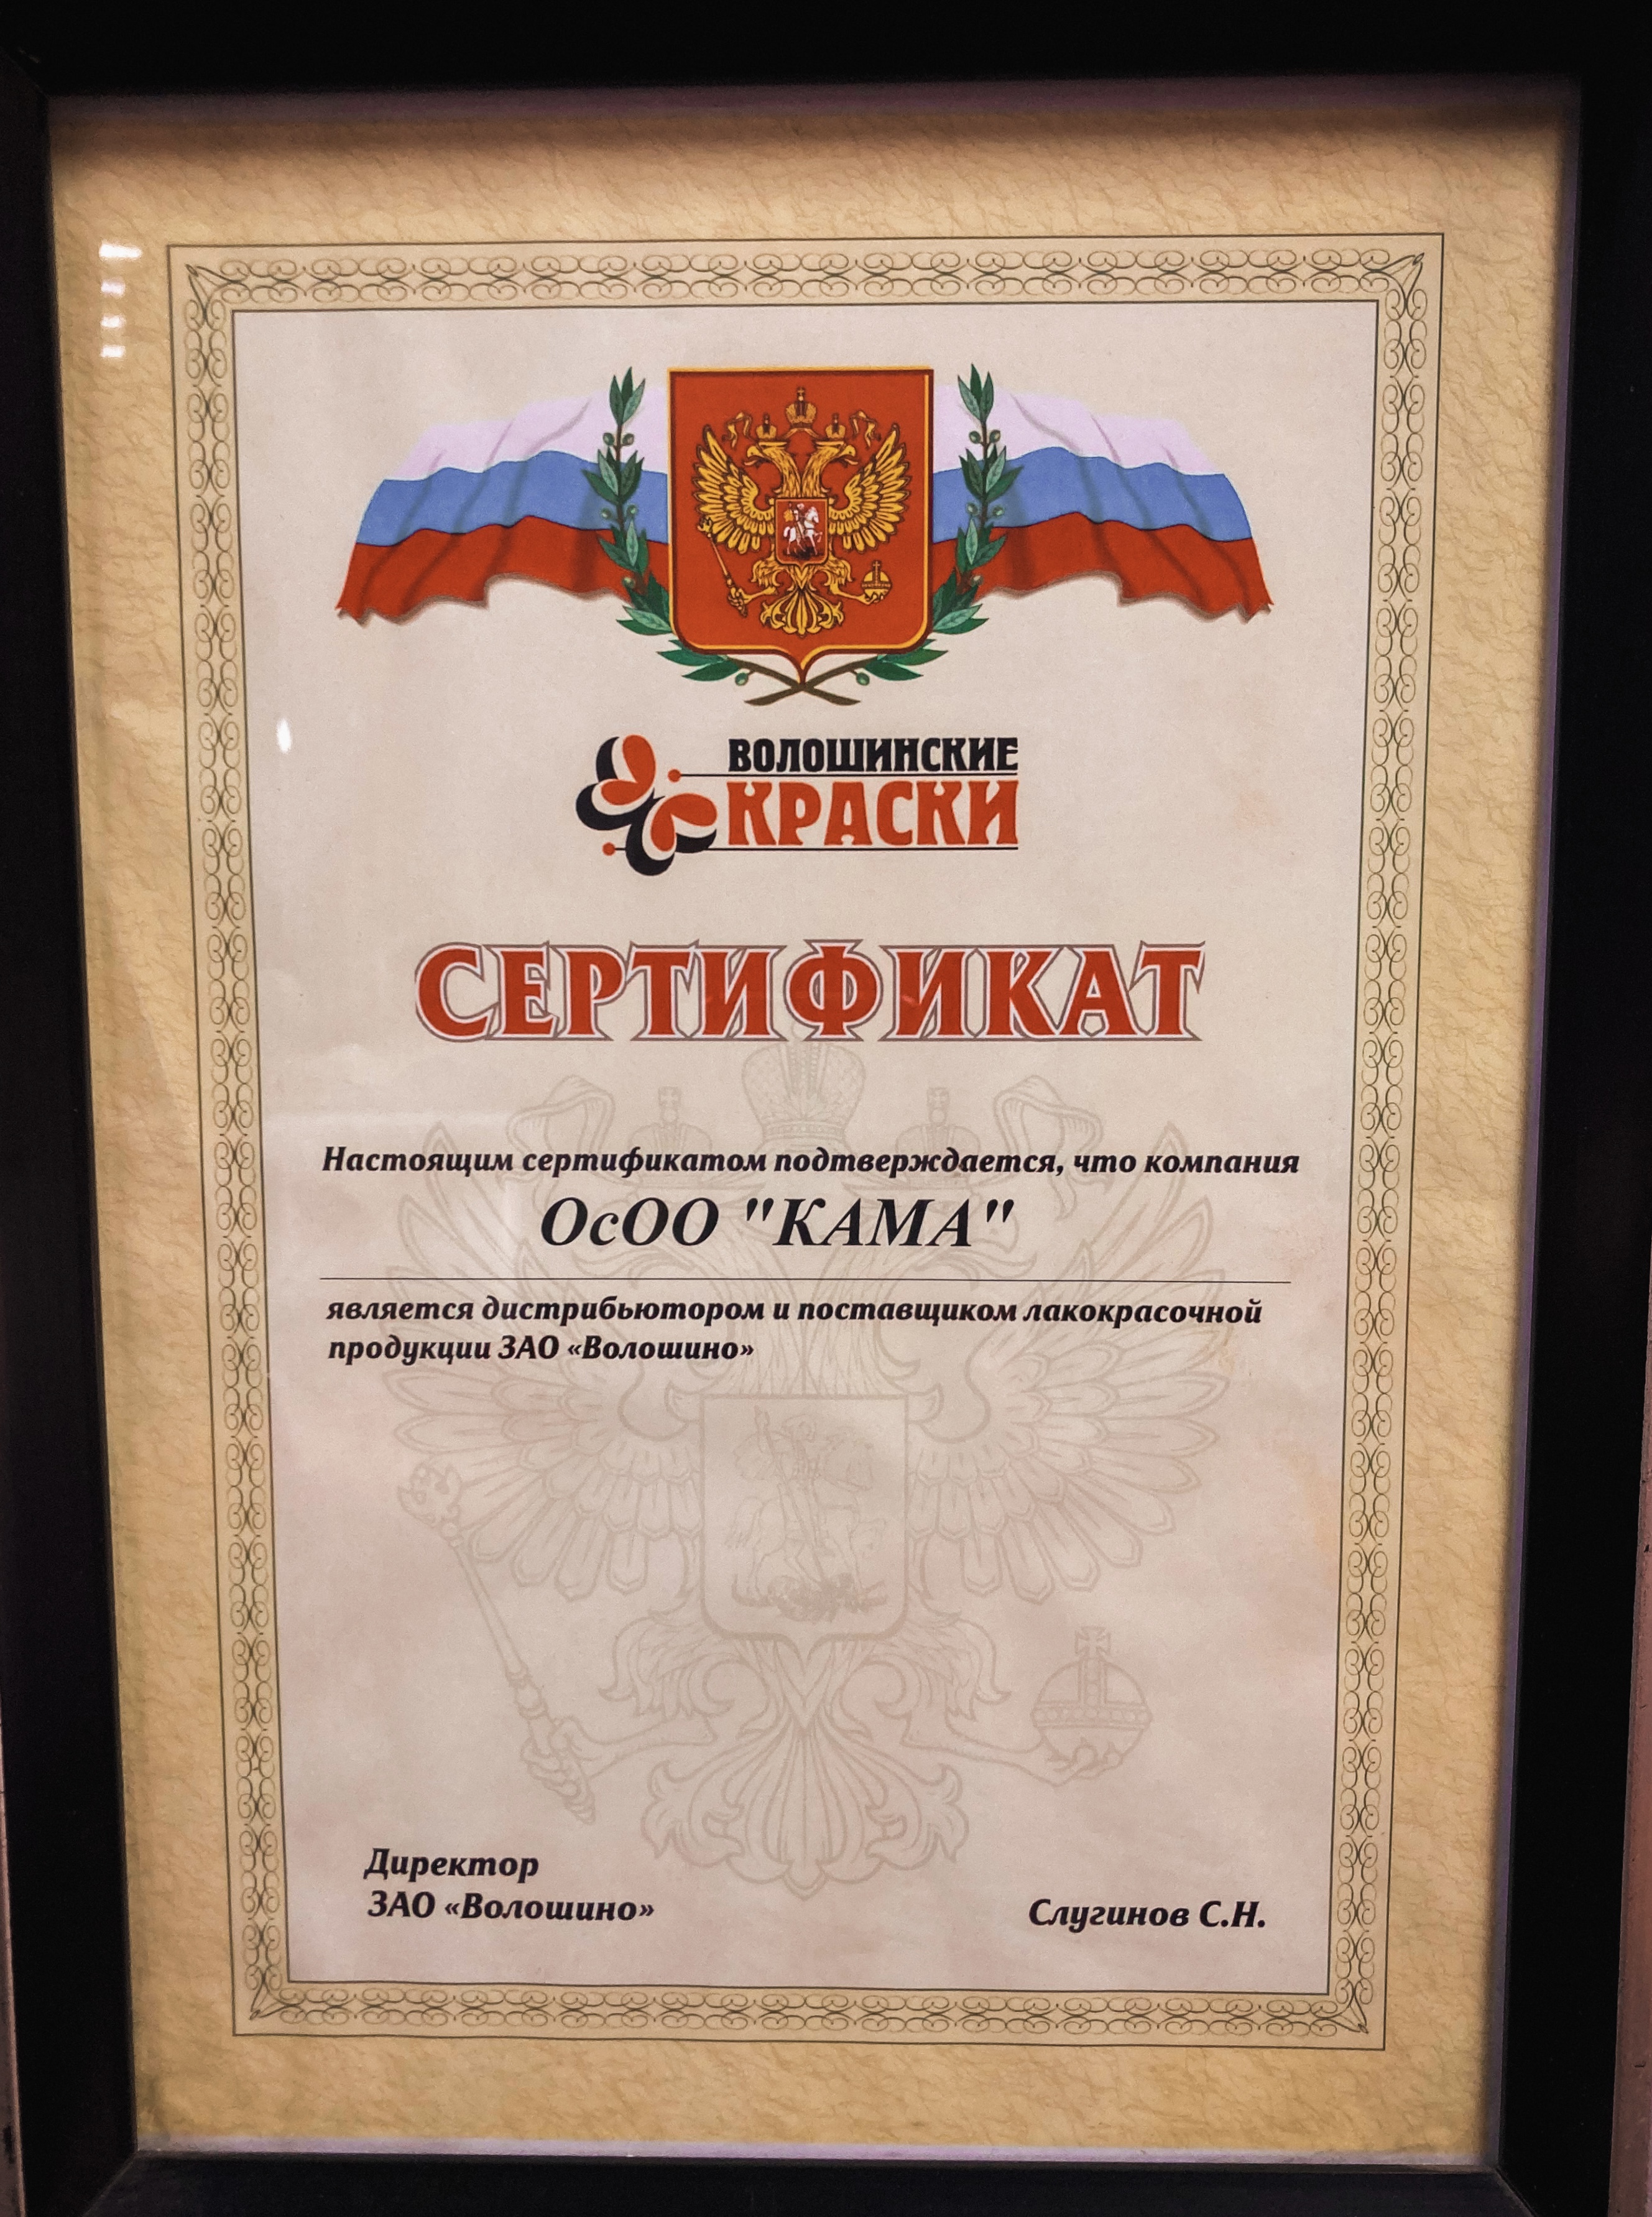 ВОЛОШИНСКИЕ
КРАСКИ
СЕРТИФИКАТ
Настоящим сертификатом подтверждается, что компания
ОсОО "КАМА"
является дистрибьютором и поставщиком лакокрасочной
продукции ЗАО «Волошино»
Директор
ЗАО «Волошино»
Слугинов С.Н.